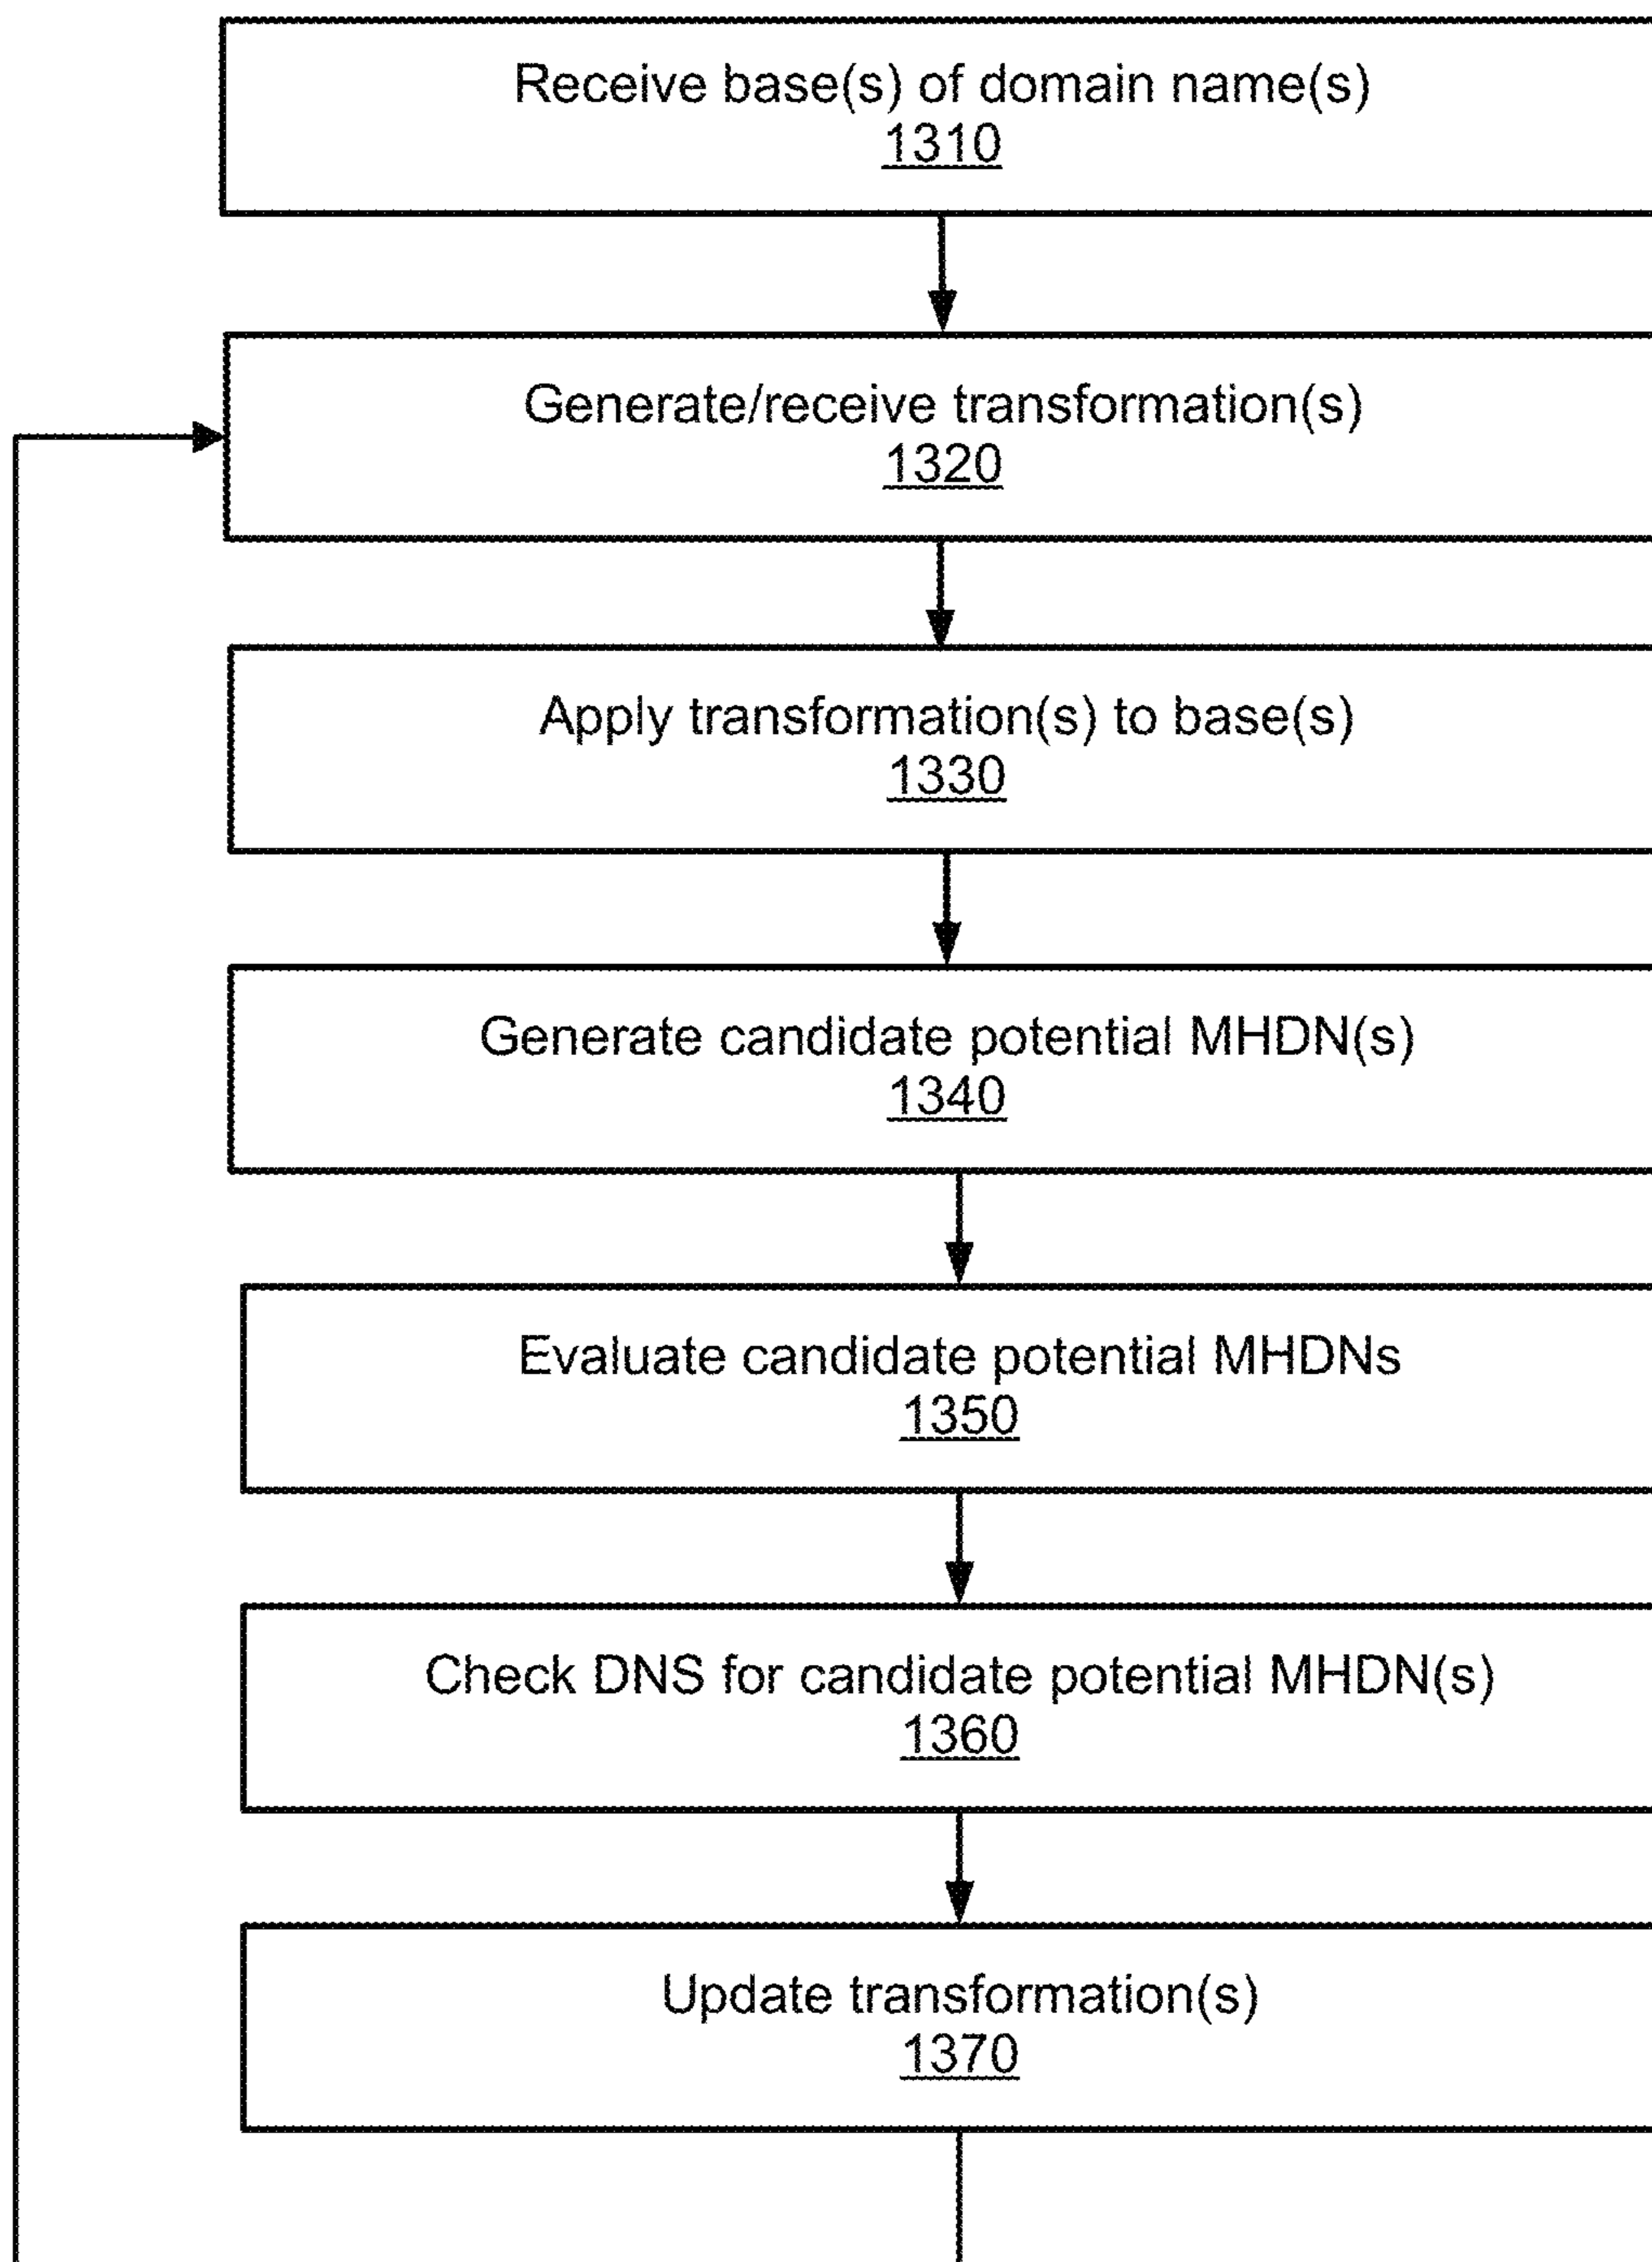 Receive base(s) of domain name(s)
1310
Generate/receive transformation(s)
1320
Apply transformation(s) to base(s)
1330
Generate candidate potential MHDN(s)
1340
Evaluate candidate potential MHDNs
1350
Check DNS for candidate potential MHDN(s)
1360
Update transformation(s)
1370